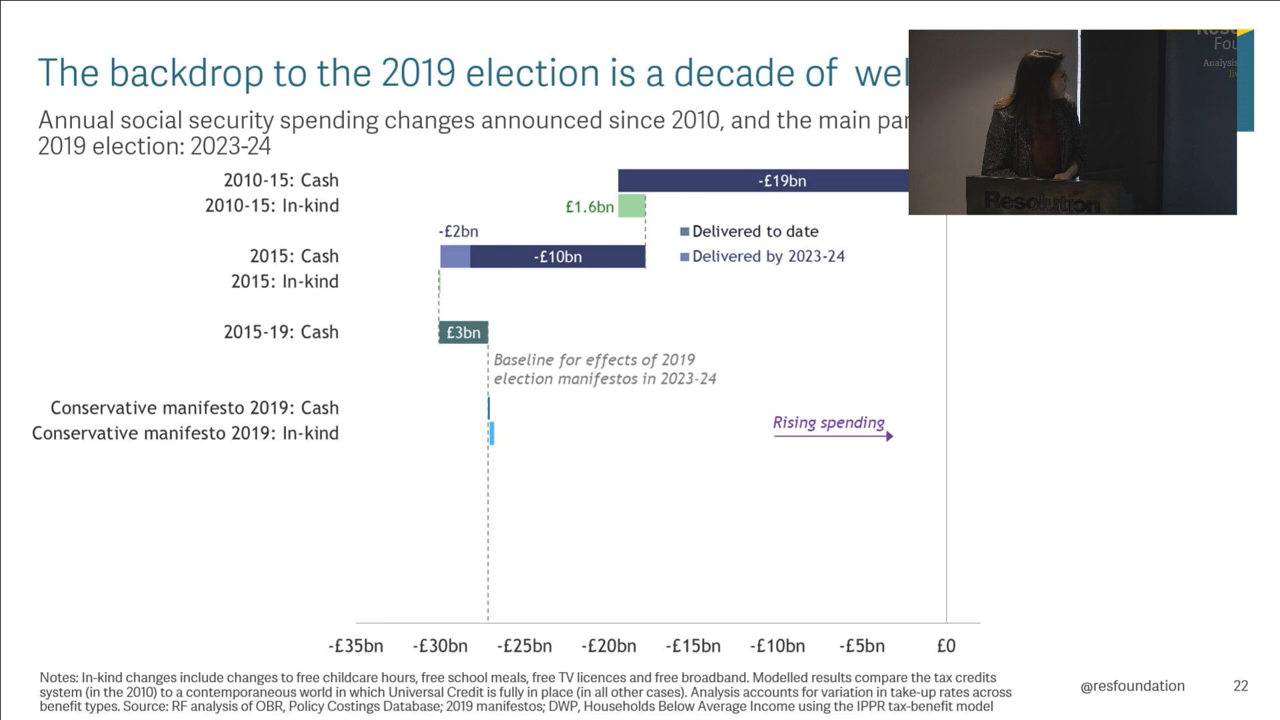 The backdrop to the 2019 election is a decade of
Annual social security spending changes announced since 2010, and the main
2019 election: 2023-24
2010-15: Cash
-£19bn
2010-15: In-kind
£1.6bn
-£2bn
Delivered to date
2015: Cash
-£10bn
Delivered by 2023-24
2015: In-kind
2015-19: Cash
£3bn
Baseline for effects of 2019
election manifestos in 2023-24
Conservative manifesto 2019: Cash
Rising spending
Conservative manifesto 2019: In-kind
-£35bn -£30bn -£25bn -£20bn -£15bn -£10bn -£5bn £0
Notes: In-kind changes include changes to free childcare hours, free school meals, free TV licences and free broadband. Modelled results compare the tax credits
system (in the 2010) to a contemporaneous world in which Universal Credit is fully in place (in all other cases). Analysis accounts for variation in take-up rates across
benefit types. Source: RF analysis of OBR, Policy Costings Database; 2019 manifestos; DWP, Households Below Average Income using the IPPR tax-benefit model
@resfoundation
22
Resolution